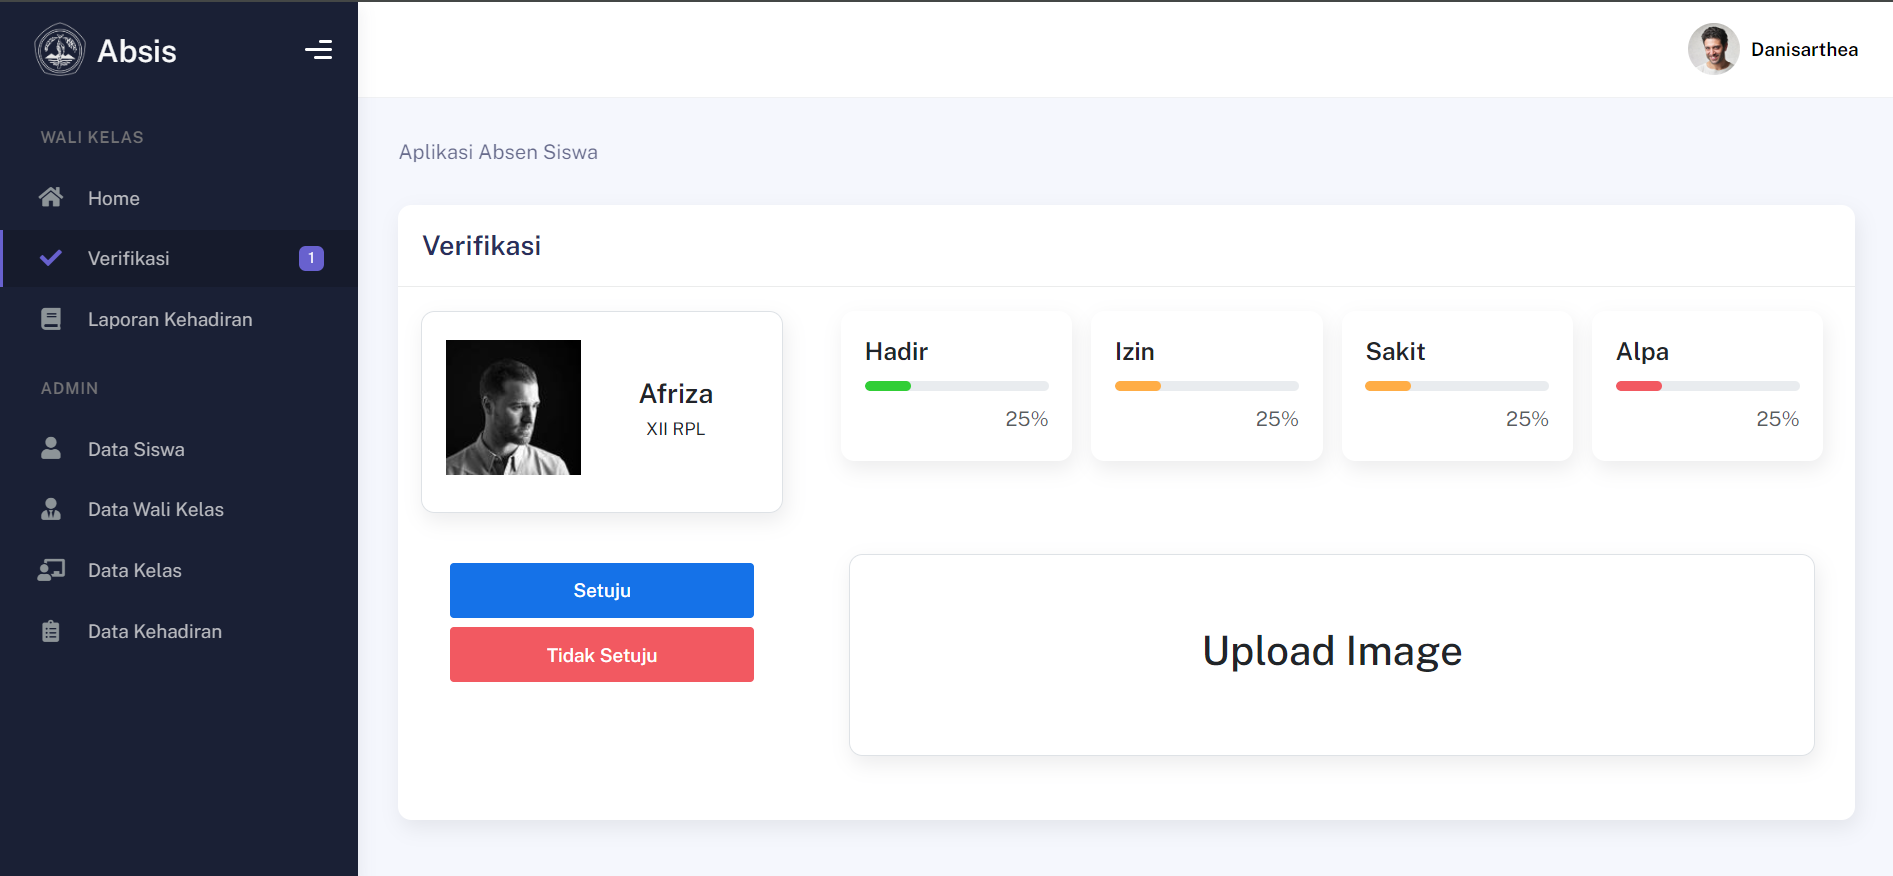 Absis
Danisarthea
WALI KELAS
Home
Verifikasi 1
Laporan Kehadiran
ADMIN
Data Siswa
Data Wali Kelas
Data Kelas
Data Kehadiran
Aplikasi Absen Siswa
Verifikasi
Afriza
XII RPL
Hadir
25%
Izin
25%
Sakit
25%
Alpa
25%
Setuju
Tidak Setuju
Upload Image